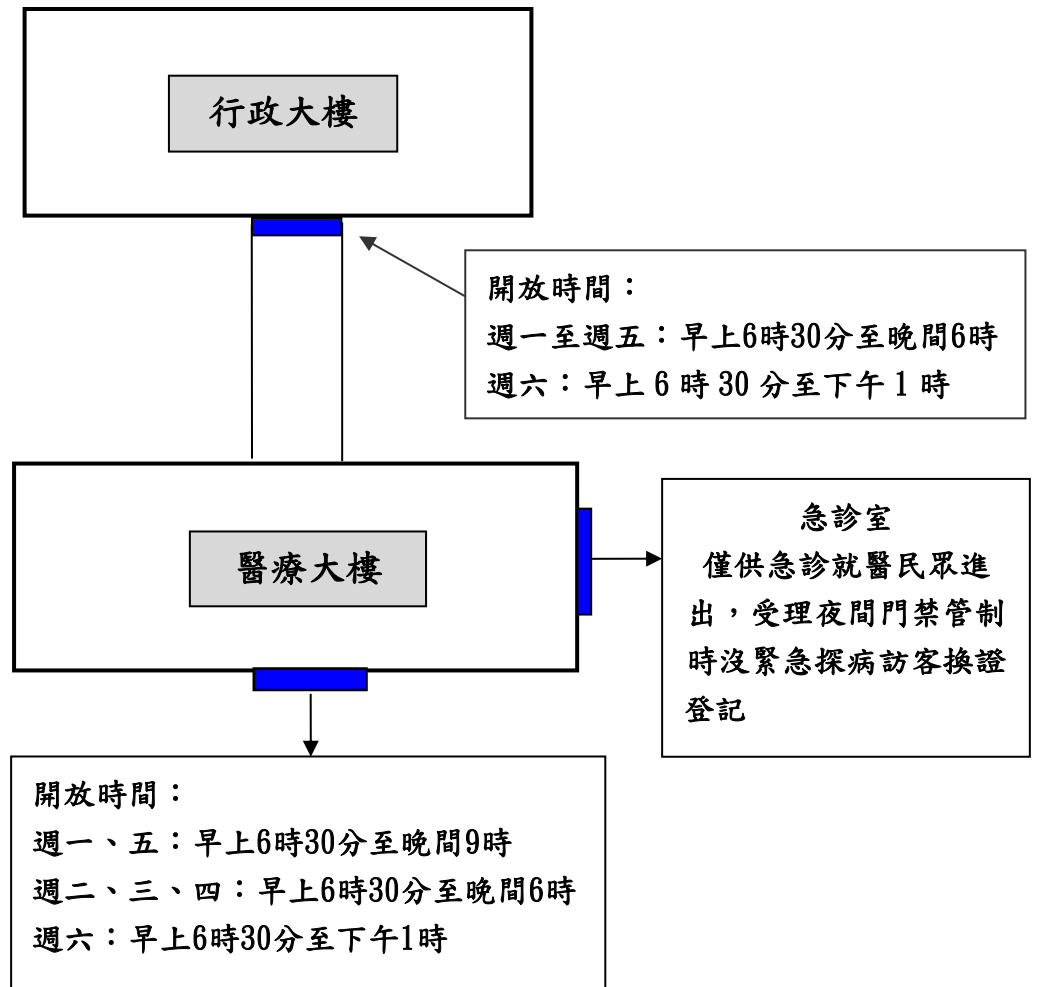 行政大樓
開放時間：
週一至週五：早上6時30分至晚間6時
週六：早上 6 時 30 分至下午 1 時
醫療大樓
急診室
僅供急診就醫民眾進
出，受理夜間門禁管制
時沒緊急探病訪客換證
登記
開放時間：
週一、五：早上6時30分至晚間9時
週二、三、四：早上6時30分至晚間6時
週六：早上6時30分至下午1時